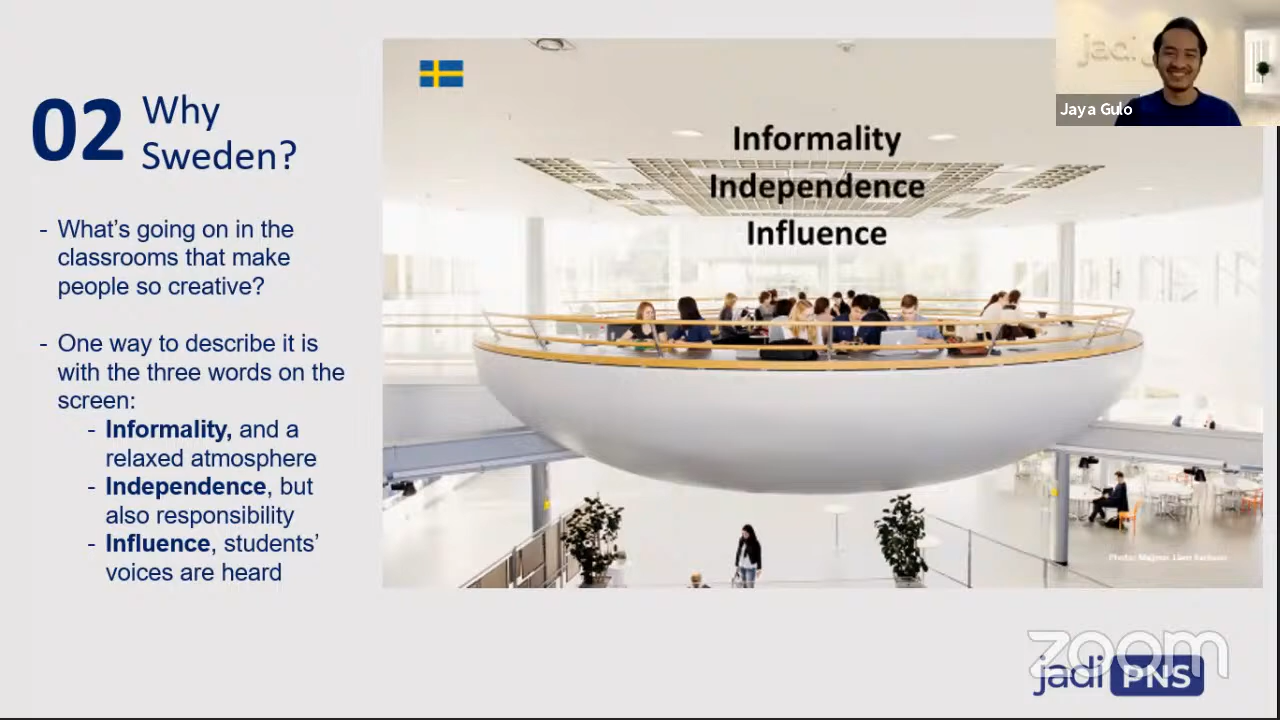 02
Why
Sweden?
- What's going on in the
classrooms that make
people so creative?
- One way to describe it is
with the three words on the
screen:
- Informality, and a
relaxed atmosphere
- Independence, but
also responsibility
- Influence, students'
voices are heard
Informality
Independence
Influence
Jaya Gulo
Photo:
zoom
jadi PNS